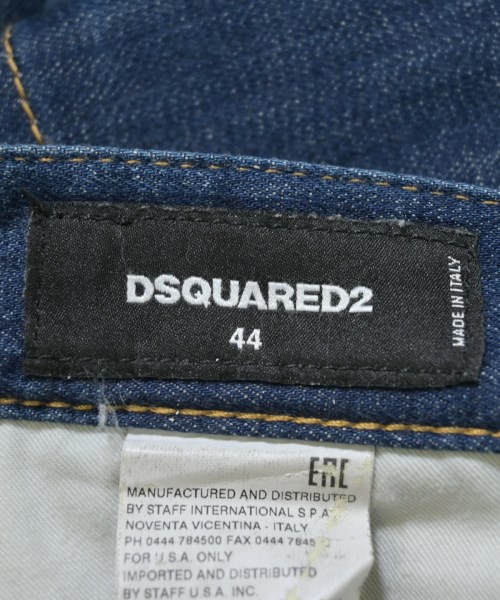 DSQUARED2
44
MADE IN ITALY
EAC
MANUFACTURED AND DISTRIBUTED
BY STAFF INTERNATIONAL S.P.A.
NOVENTA VICENTINA - ITALY
PH 0444 784500 FAX 0444 7845
FOR U.S.A. ONLY
IMPORTED AND DISTRIBUTED
BY STAFF U.S.A. INC.